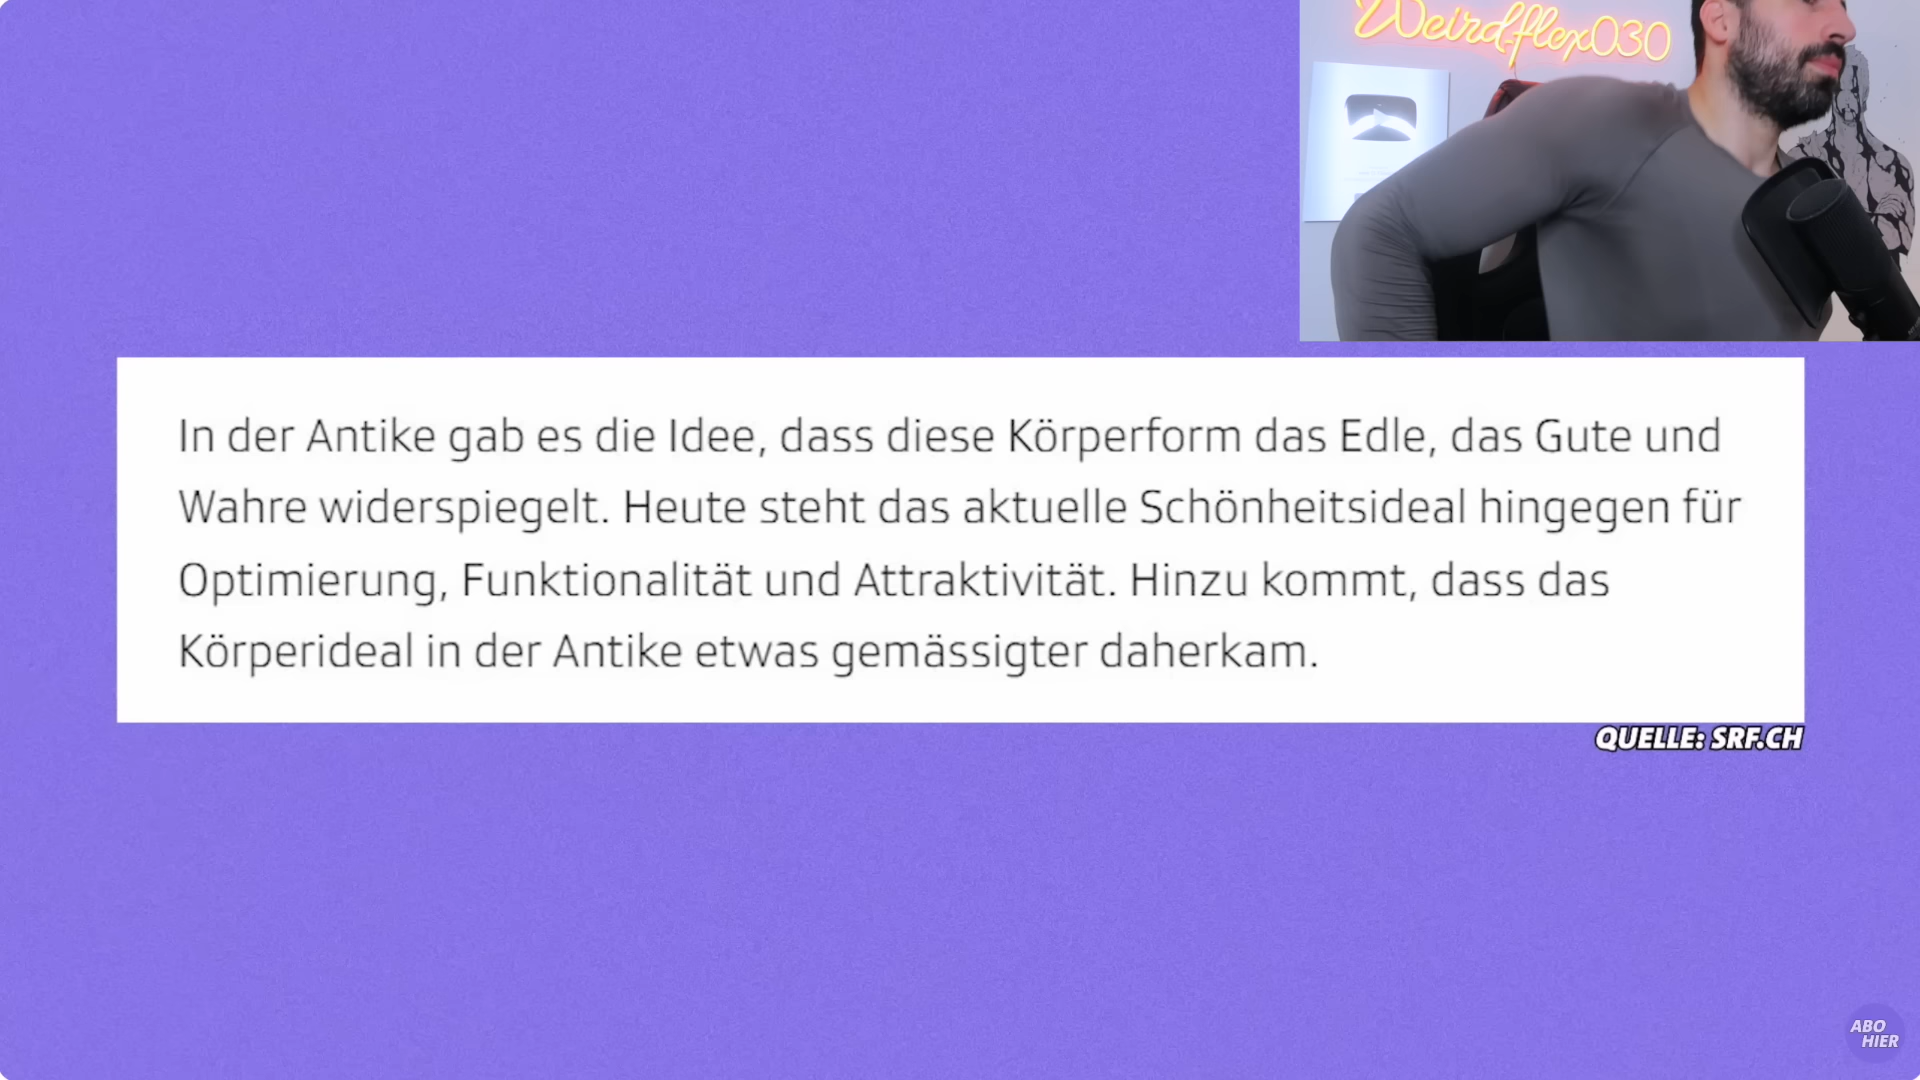 Weirdflex030
In der Antike gab es die Idee, dass diese Körperform das Edle, das Gute und
Wahre widerspiegelt. Heute steht das aktuelle Schönheitsideal hingegen für
Optimierung, Funktionalität und Attraktivität. Hinzu kommt, dass das
Körperideal in der Antike etwas gemässigter daherkam.
QUELLE: SRF.CH
ABO
HIER